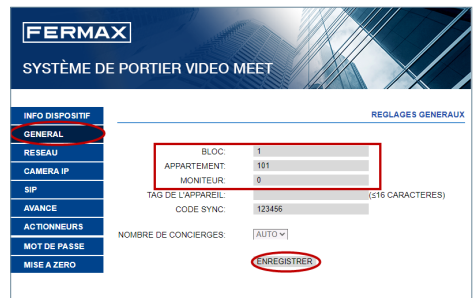 FERMAX
SYSTÈME DE PORTIER VIDEO MEET
INFO DISPOSITIF
GENERAL
RESEAU
CAMERA IP
SIP
AVANCE
ACTIONNEURS
MOT DE PASSE
MISE A ZERO
REGLAGES GENERAUX
BLOC: 1
APPARTEMENT: 101
MONITEUR: 0
TAG DE L'APPAREIL: (≤16 CARACTERES)
CODE SYNC: 123456
NOMBRE DE CONCIERGES: AUTO
ENREGISTRER